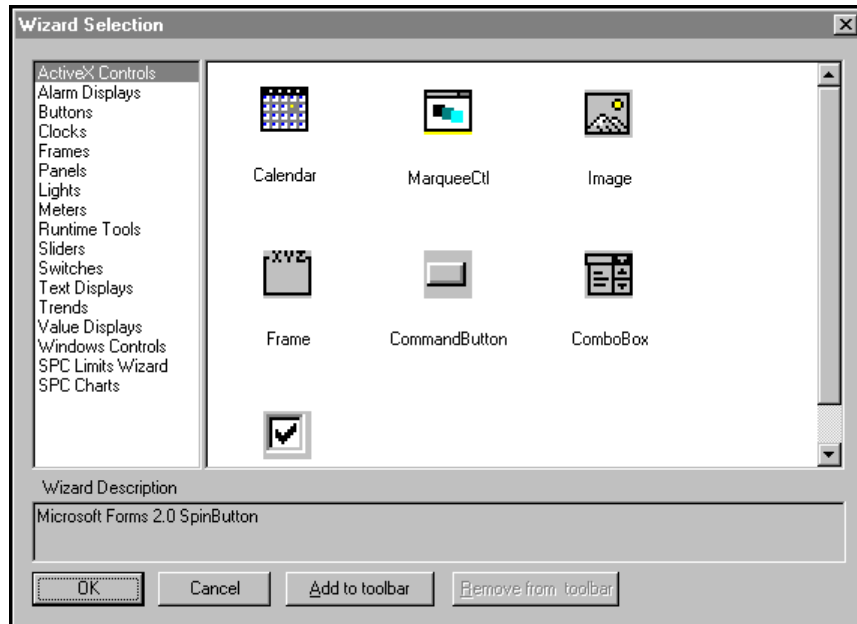 Wizard Selection
ActiveX Controls
Alarm Displays
Buttons
Clocks
Frames
Panels
Lights
Meters
Runtime Tools
Sliders
Switches
Text Displays
Trends
Value Displays
Windows Controls
SPC Limits Wizard
SPC Charts
Calendar MarqueeCtl Image
XYZ
Frame CommandButton ComboBox
Wizard Description
Microsoft Forms 2.0 SpinButton
OK Cancel Add to toolbar Remove from toolbar